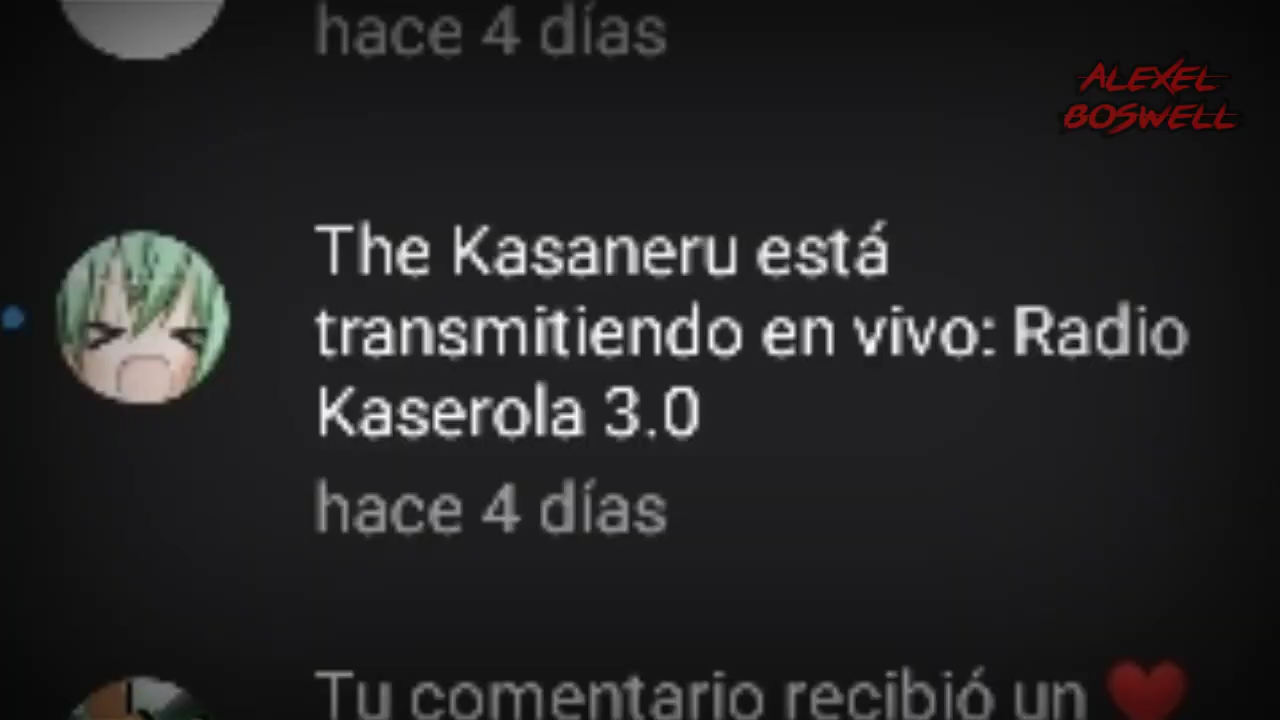 hace 4 días
ALEXEL
BOSWELL
The Kasaneru está
transmitiendo en vivo: Radio
Kaserola 3.0
hace 4 días
Tu comentario recibió un ❤